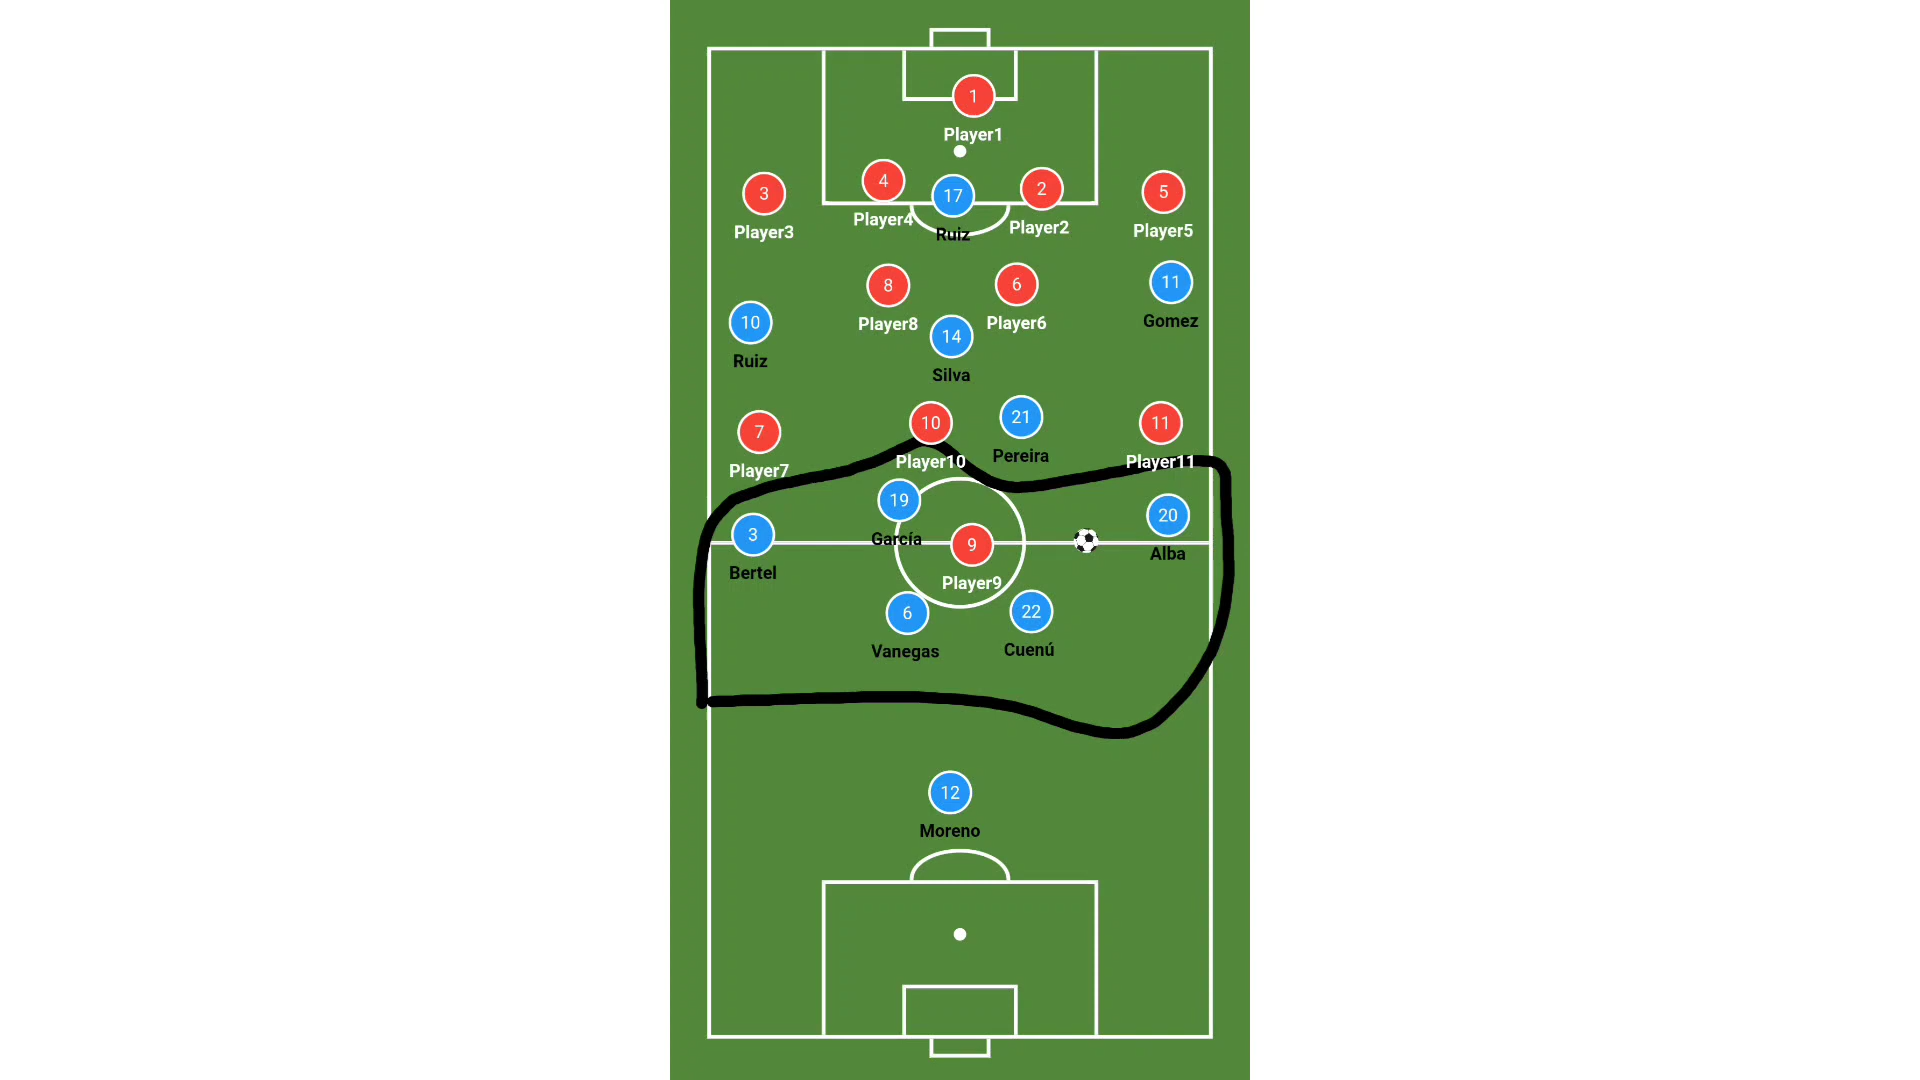 1
Player1
3
Player3
4
Player4
17
Ruiz
2
Player2
5
Player5
8
Player8
6
Player6
11
Gomez
10
Ruiz
14
Silva
7
Player7
10
Player10
21
Pereira
11
Player11
19
García
3
Bertel
9
Player9
20
Alba
6
Vanegas
22
Cuenú
12
Moreno